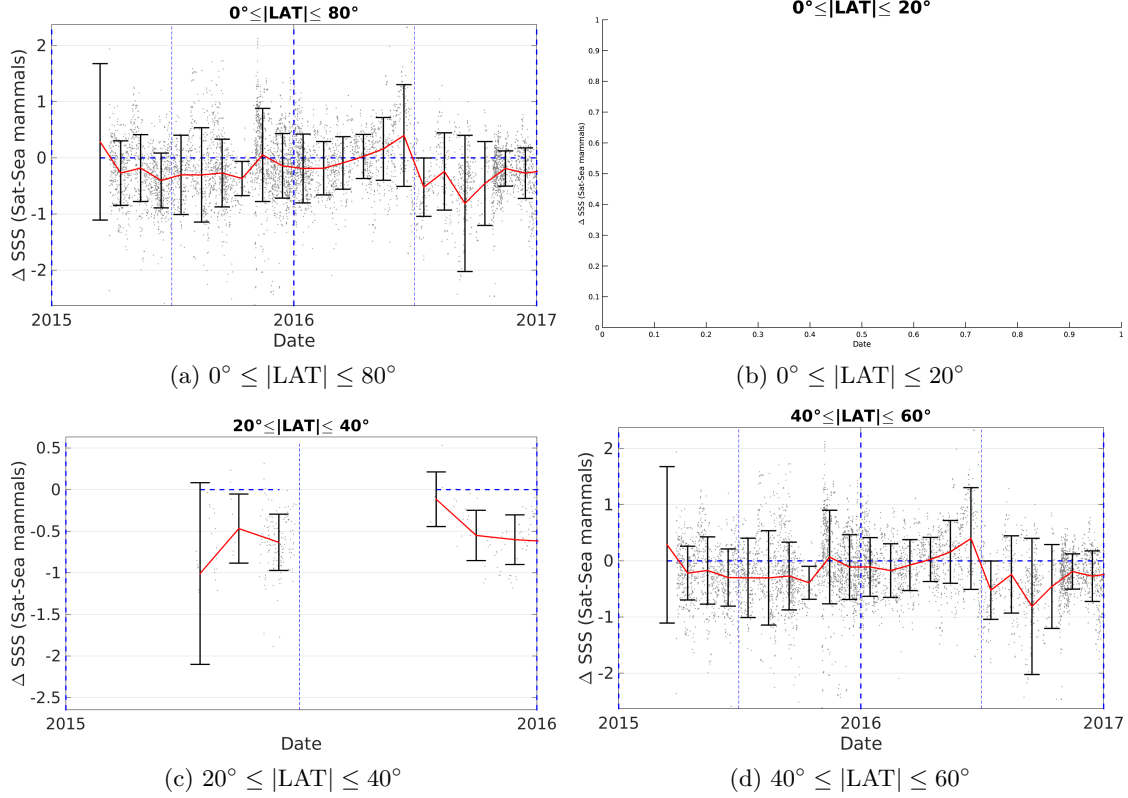 0°≤|LAT|≤ 80°
Δ SSS (Sat-Sea mammals)
2
1
0
-1
-2
2015
2016
2017
Date
(a) 0° ≤ |LAT| ≤ 80°
0°≤|LAT|≤ 20°
Δ SSS (Sat-Sea mammals)
1
0.9
0.8
0.7
0.6
0.5
0.4
0.3
0.2
0.1
0
0 0.1 0.2 0.3 0.4 0.5 0.6 0.7 0.8 0.9 1
Date
(b) 0° ≤ |LAT| ≤ 20°
20°≤|LAT|≤ 40°
Δ SSS (Sat-Sea mammals)
0.5
0
-0.5
-1
-1.5
-2
-2.5
2015
2016
Date
(c) 20° ≤ |LAT| ≤ 40°
40°≤|LAT|≤ 60°
Δ SSS (Sat-Sea mammals)
2
1
0
-1
-2
2015
2016
2017
Date
(d) 40° ≤ |LAT| ≤ 60°